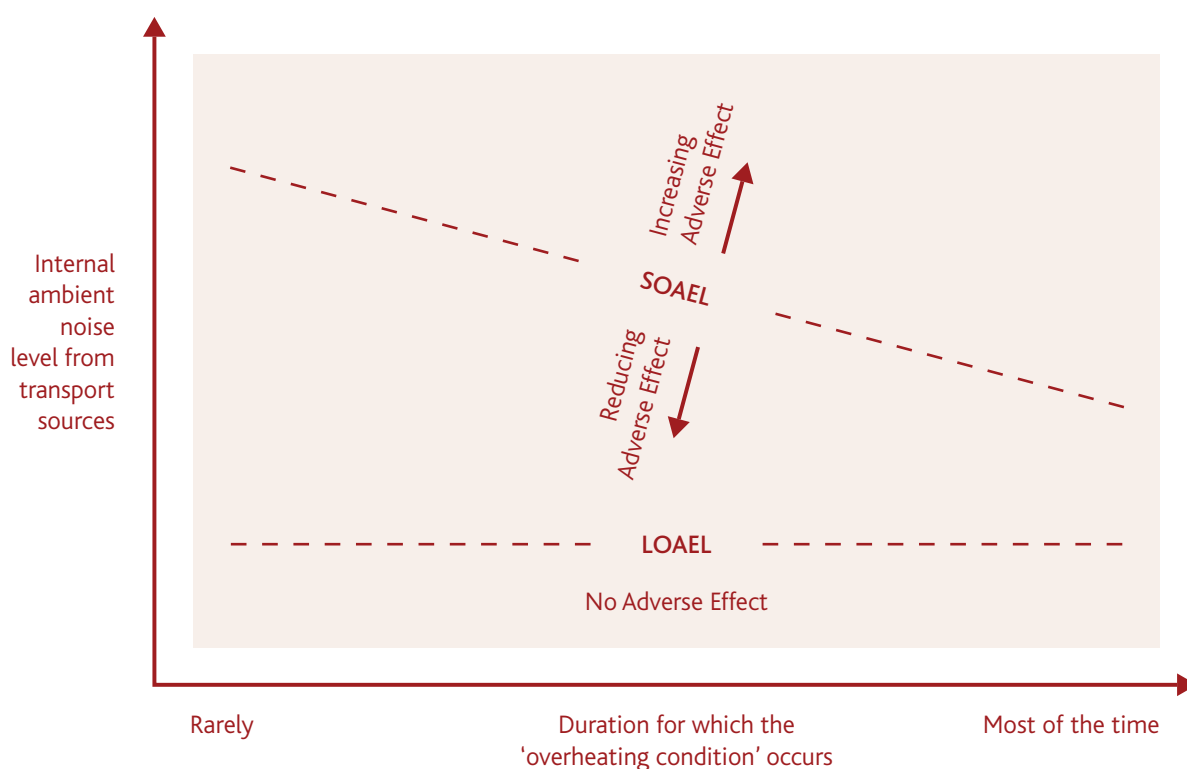 Increasing
Adverse Effect
Internal
ambient
noise
level from
transport
sources
SOAEL
Reducing
Adverse Effect
LOAEL
No Adverse Effect
Rarely
Duration for which the
‘overheating condition’ occurs
Most of the time